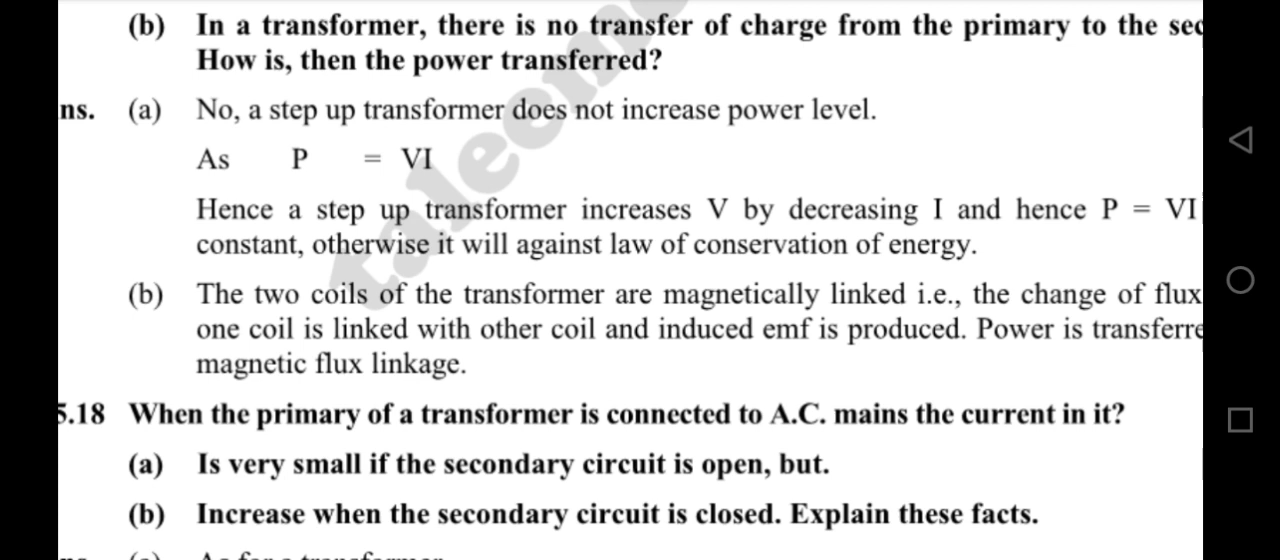 (b) In a transformer, there is no transfer of charge from the primary to the sec
How is, then the power transferred?
ns. (a) No, a step up transformer does not increase power level.
As P = VI
Hence a step up transformer increases V by decreasing I and hence P = VI
constant, otherwise it will against law of conservation of energy.
(b) The two coils of the transformer are magnetically linked i.e., the change of flux
one coil is linked with other coil and induced emf is produced. Power is transferre
magnetic flux linkage.
5.18 When the primary of a transformer is connected to A.C. mains the current in it?
(a) Is very small if the secondary circuit is open, but.
(b) Increase when the secondary circuit is closed. Explain these facts.